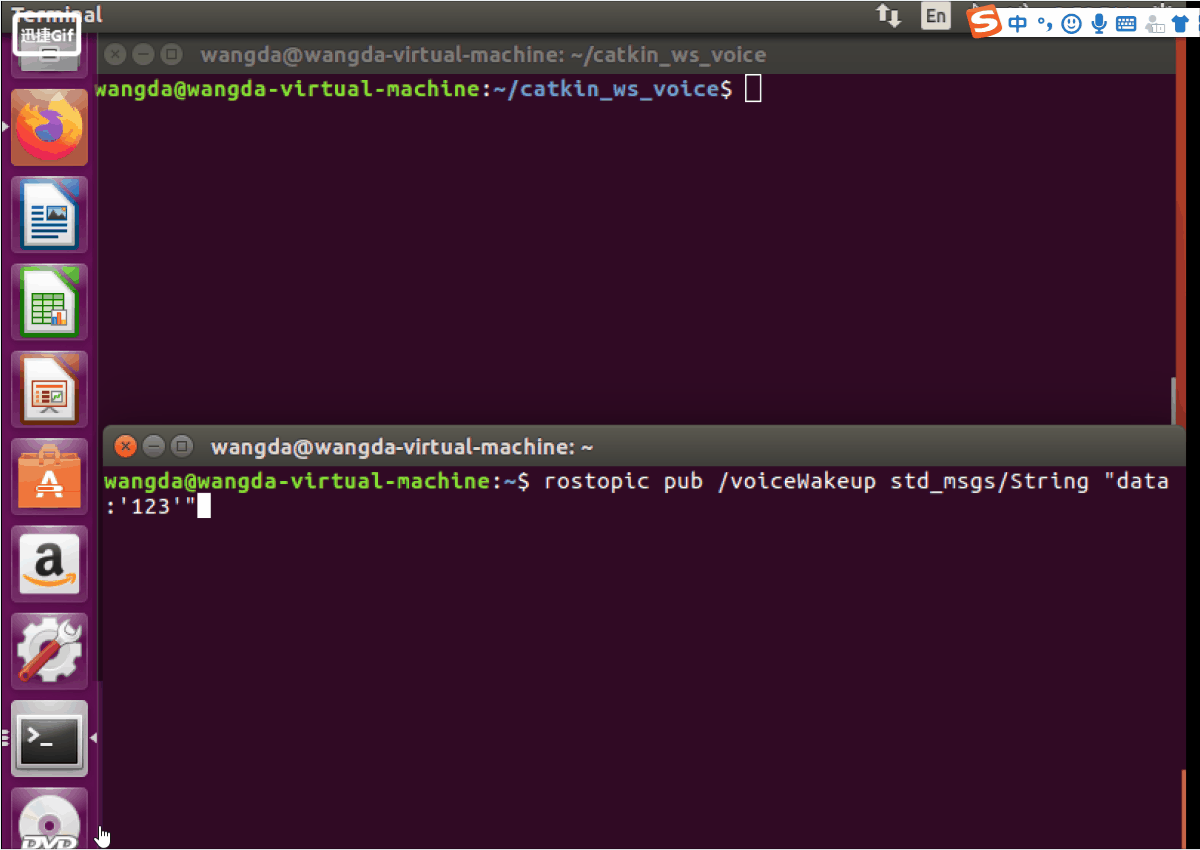 Terminal
迅捷Gif
En
中
wangda@wangda-virtual-machine: ~/catkin_ws_voice
wangda@wangda-virtual-machine:~/catkin_ws_voice$
wangda@wangda-virtual-machine: ~
wangda@wangda-virtual-machine:~$ rostopic pub /voiceWakeup std_msgs/String "data
:'123'"
DVD